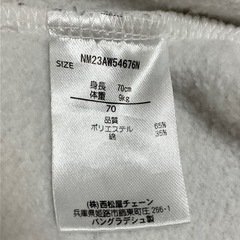 NM23AW54676N
SIZE
身長 70cm
体重 9kg
70
品質
ポリエステル 65%
綿 35%
(株)西松屋チェーン
兵庫県姫路市飾東町庄266-1
バングラデシュ製